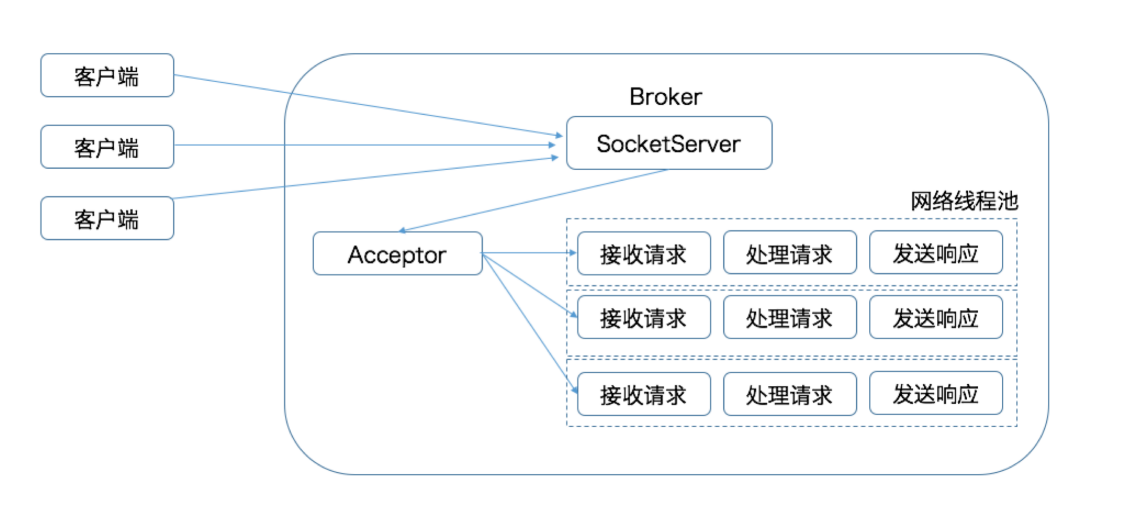 客户端
客户端
客户端
Broker
SocketServer
网络线程池
Acceptor
接收请求 处理请求 发送响应
接收请求 处理请求 发送响应
接收请求 处理请求 发送响应